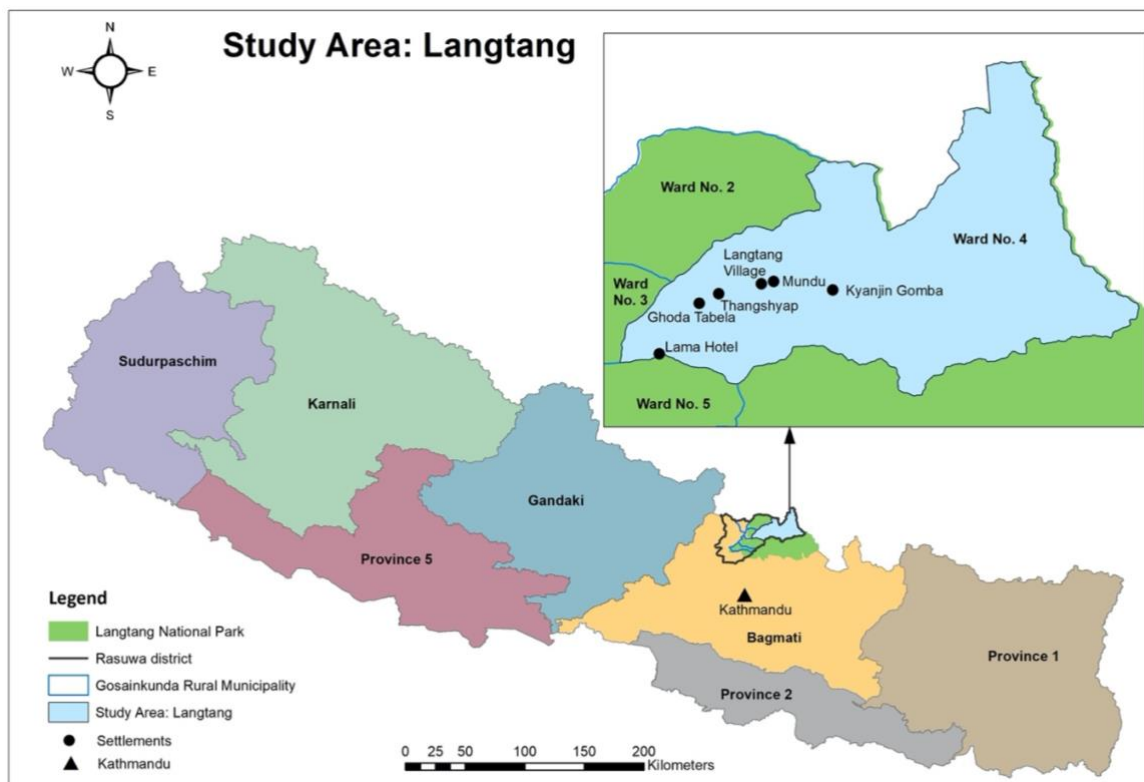 Study Area: Langtang
N
W
E
S
Ward No. 2
Ward No. 4
Langtang
Village
Mundu
Ward
No. 3
Kyanjin Gomba
Thangshyap
Ghoda Tabela
Lama Hotel
Ward No. 5
Sudurpaschim
Karnali
Gandaki
Province 5
Kathmandu
Bagmati
Province 1
Province 2
Legend
Langtang National Park
Rasuwa district
Gosainkunda Rural Municipality
Study Area: Langtang
Settlements
Kathmandu
0 25 50 100 150 200
Kilometers